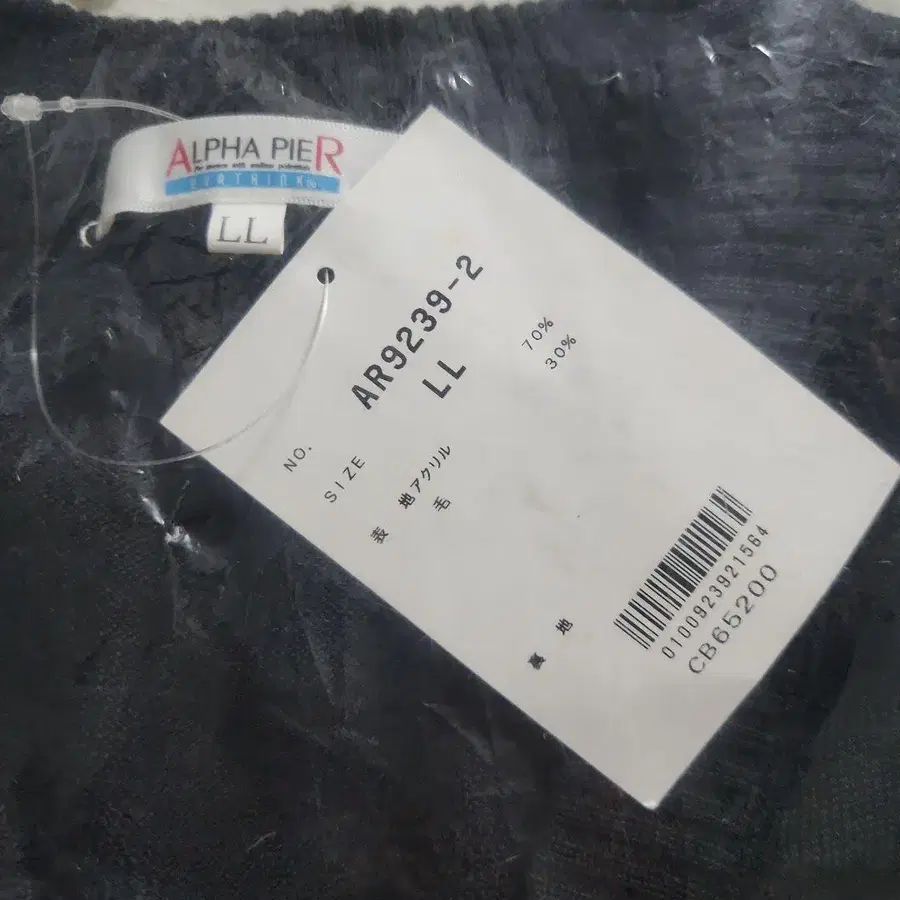 ALPHA PIER
LL
NO. AR9239-2
SIZE LL
表 地 アクリル 70%
毛 30%
裏 地
0100923921564
CB65200